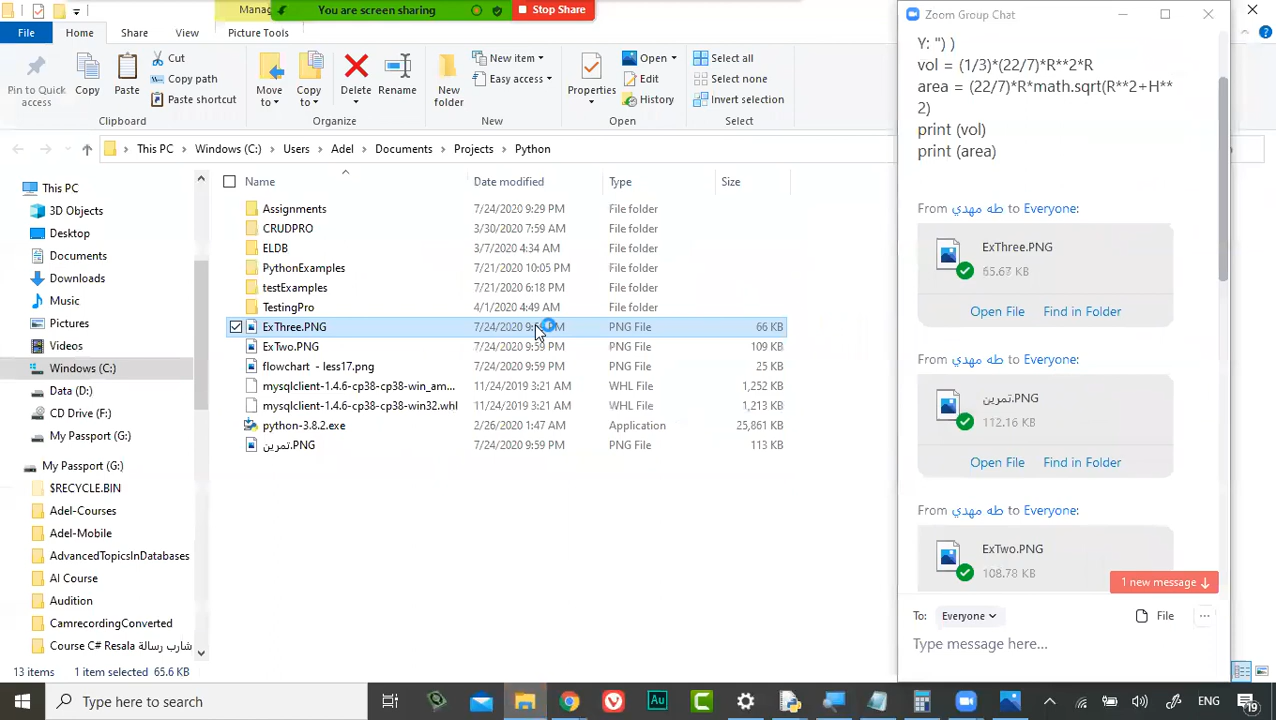 Manag
You are screen sharing
Stop Share
File
Home
Share
View
Picture Tools
Pin to Quick access
Copy
Paste
Cut
Copy path
Paste shortcut
Clipboard
Move to
Copy to
Delete
Rename
Organize
New folder
New item
Easy access
New
Properties
Open
Edit
History
Open
Select all
Select none
Invert selection
Select
This PC
Windows (C:)
Users
Adel
Documents
Projects
Python
Name
Date modified
Type
Size
Assignments 7/24/2020 9:29 PM File folder
CRUDPRO 3/30/2020 7:59 AM File folder
ELDB 3/7/2020 4:34 AM File folder
PythonExamples 7/21/2020 10:05 PM File folder
testExamples 7/21/2020 6:18 PM File folder
TestingPro 4/1/2020 4:49 AM File folder
ExThree.PNG 7/24/2020 PNG File 66 KB
ExTwo.PNG 7/24/2020 9:59 PM PNG File 109 KB
flowchart - less17.png 7/24/2020 9:59 PM PNG File 25 KB
mysqlclient-1.4.6-cp38-cp38-win_am... 11/24/2019 3:21 AM WHL File 1,252 KB
mysqlclient-1.4.6-cp38-cp38-win32.whl 11/24/2019 3:21 AM WHL File 1,213 KB
python-3.8.2.exe 2/26/2020 1:47 AM Application 25,861 KB
تمرين.PNG 7/24/2020 9:59 PM PNG File 113 KB
This PC
3D Objects
Desktop
Documents
Downloads
Music
Pictures
Videos
Windows (C:)
Data (D:)
CD Drive (F:)
My Passport (G:)
My Passport (G:)
$RECYCLE.BIN
Adel-Courses
Adel-Mobile
AdvancedTopicsInDatabases
AI Course
Audition
CamrecordingConverted
Course C# Resala شارب رسالة
13 items
1 item selected 65.6 KB
Zoom Group Chat
Y: ") )
vol = (1/3)*(22/7)*R**2*R
area = (22/7)*R*math.sqrt(R**2+H**
2)
print (vol)
print (area)
From طه مهدي to Everyone:
ExThree.PNG
65.67 KB
Open File Find in Folder
From طه مهدي to Everyone:
تمرين.PNG
112.16 KB
Open File Find in Folder
From طه مهدي to Everyone:
ExTwo.PNG
108.78 KB
1 new message
To: Everyone
File
Type message here...
Type here to search
Au
ENG
19